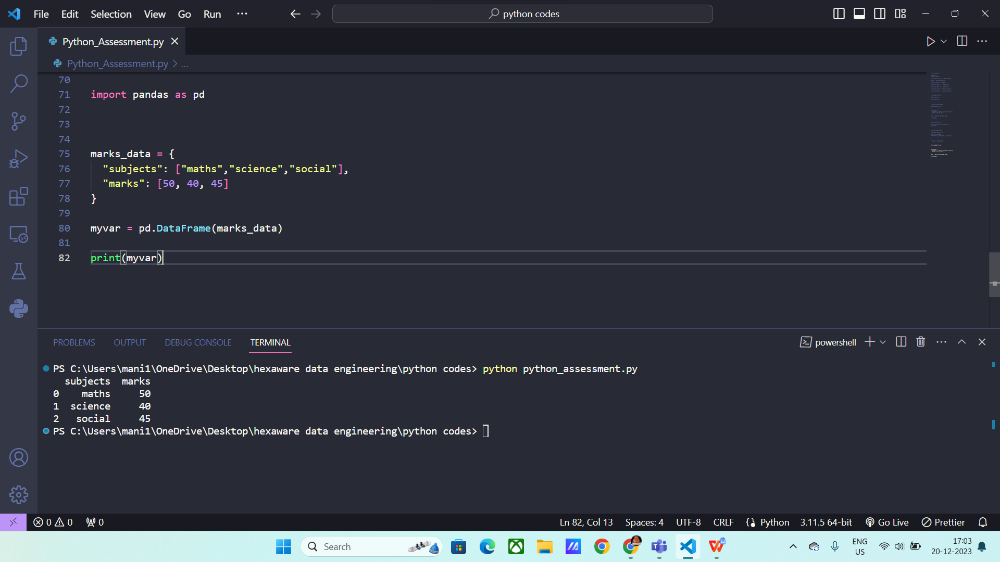 File Edit Selection View Go Run ... python codes
Python_Assessment.py
Python_Assessment.py > ...
70
71 import pandas as pd
72
73
74
75 marks_data = {
76 "subjects": ["maths","science","social"],
77 "marks": [50, 40, 45]
78 }
79
80 myvar = pd.DataFrame(marks_data)
81
82 print(myvar)
PROBLEMS OUTPUT DEBUG CONSOLE TERMINAL powershell
PS C:\Users\mani1\OneDrive\Desktop\hexaware data engineering\python codes> python python_assessment.py
subjects marks
0 maths 50
1 science 40
2 social 45
PS C:\Users\mani1\OneDrive\Desktop\hexaware data engineering\python codes>
0 0 0 Ln 82, Col 13 Spaces: 4 UTF-8 CRLF Python 3.11.5 64-bit Go Live Prettier
Search ENG 17:03
US 20-12-2023